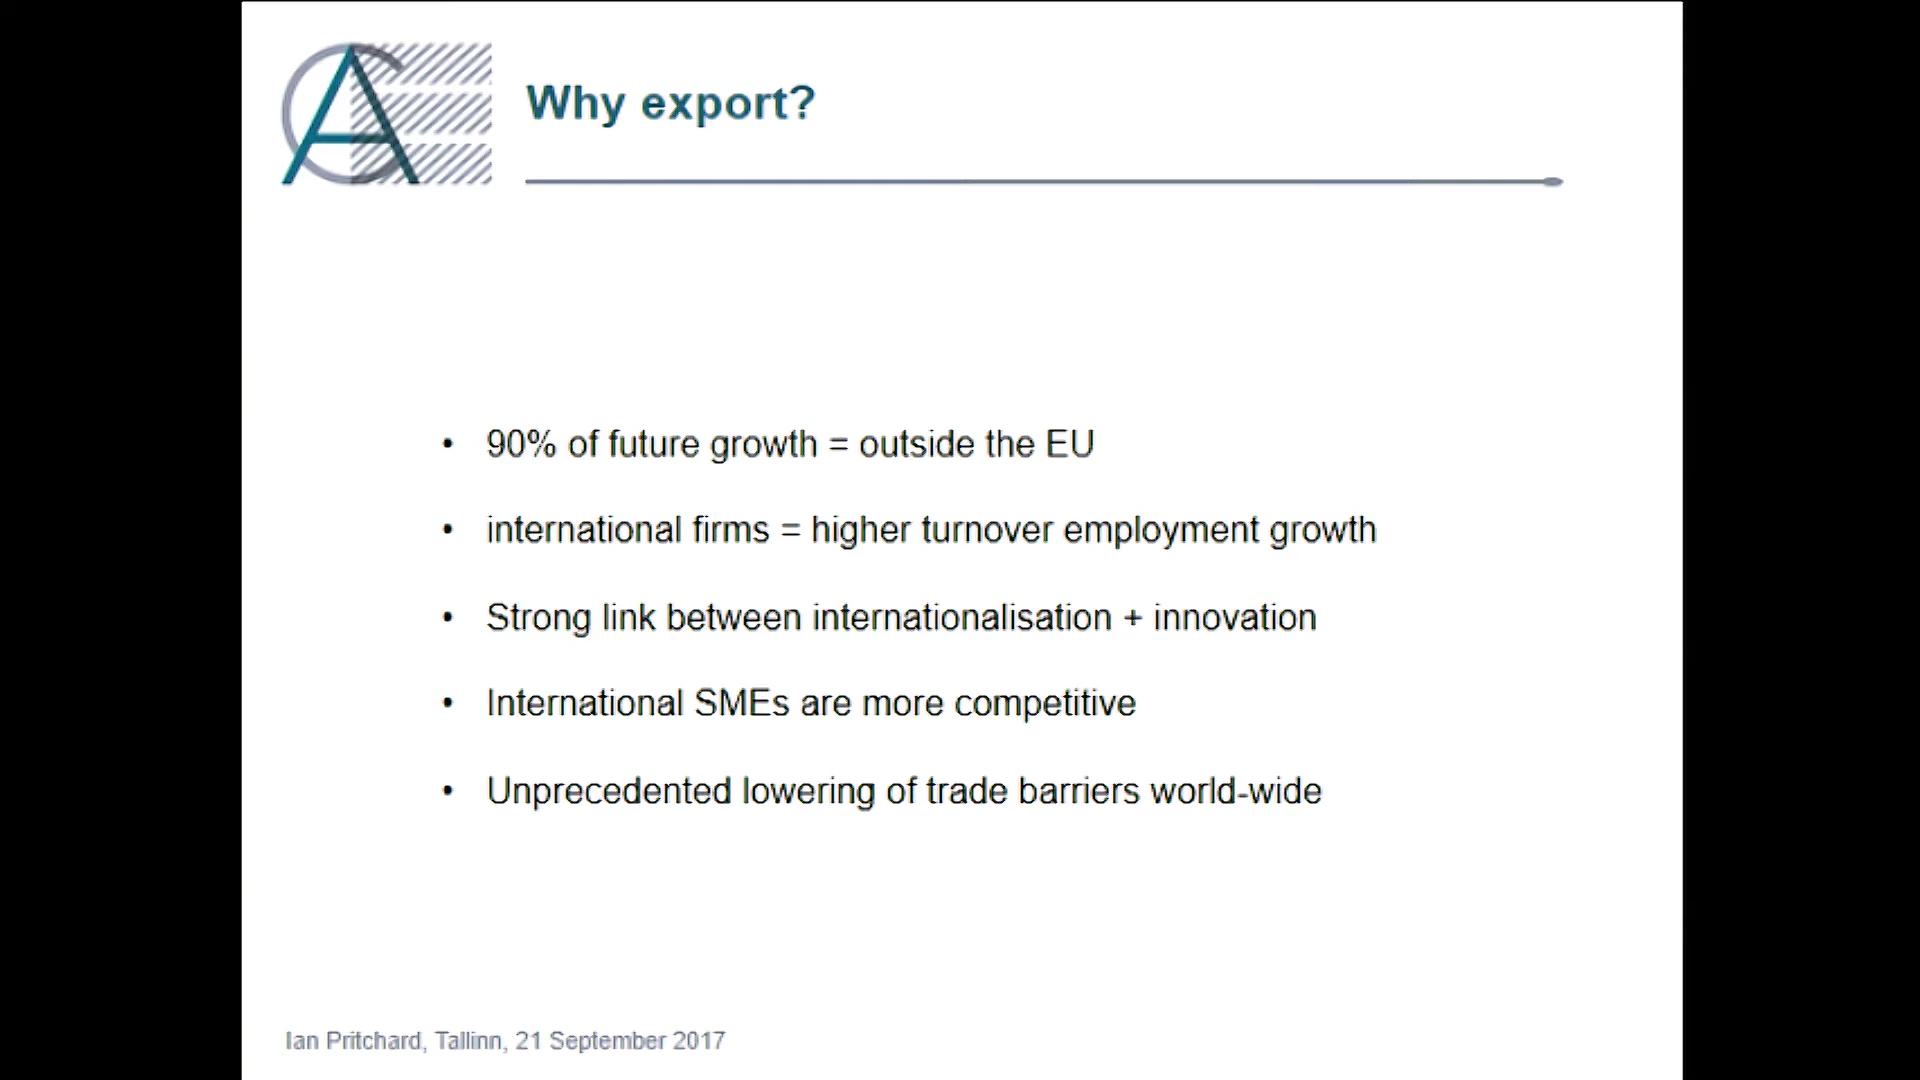 Why export?
• 90% of future growth = outside the EU
• international firms = higher turnover employment growth
• Strong link between internationalisation + innovation
• International SMEs are more competitive
• Unprecedented lowering of trade barriers world-wide
Ian Pritchard, Tallinn, 21 September 2017